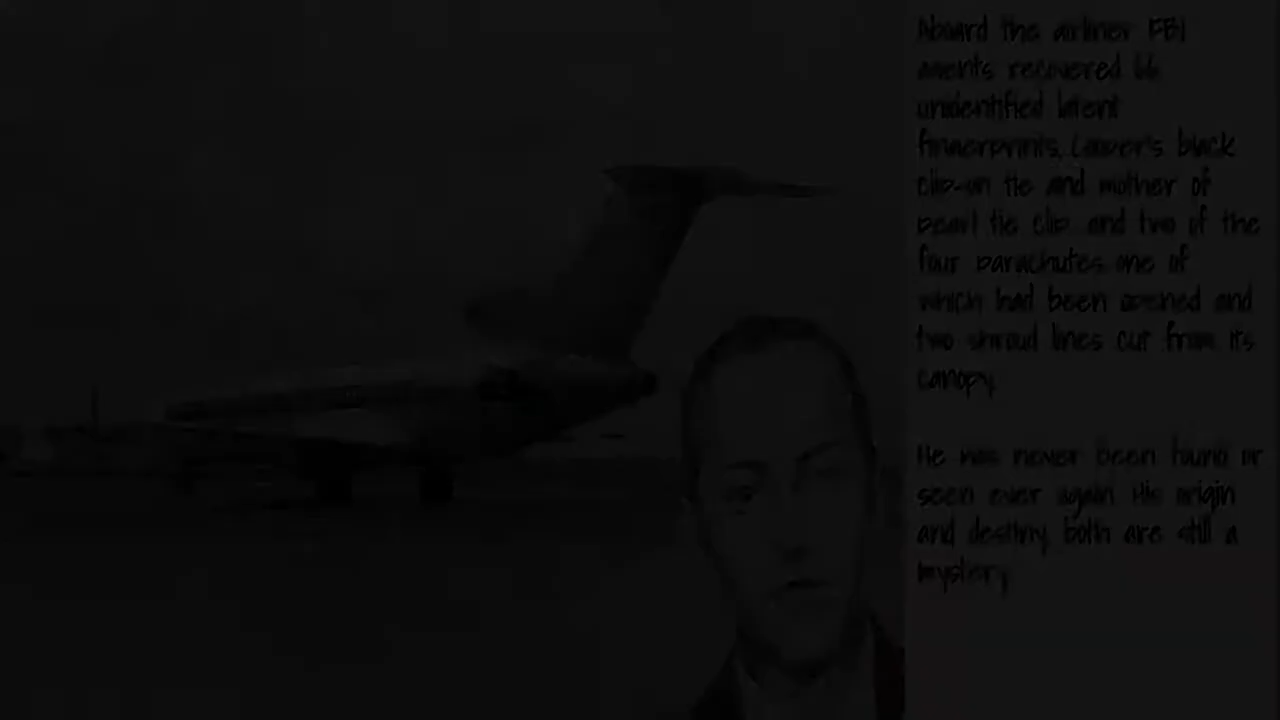 Aboard the airliner FBI
agents recovered 66
unidentified latent
fingerprints, Cooper's black
clip-on tie and mother of
pearl tie clip, and two of the
four parachutes, one of
which had been opened and
two shroud lines cut from its
canopy.
He was never been found or
seen ever again. His origin
and destiny, both are still a
mystery.